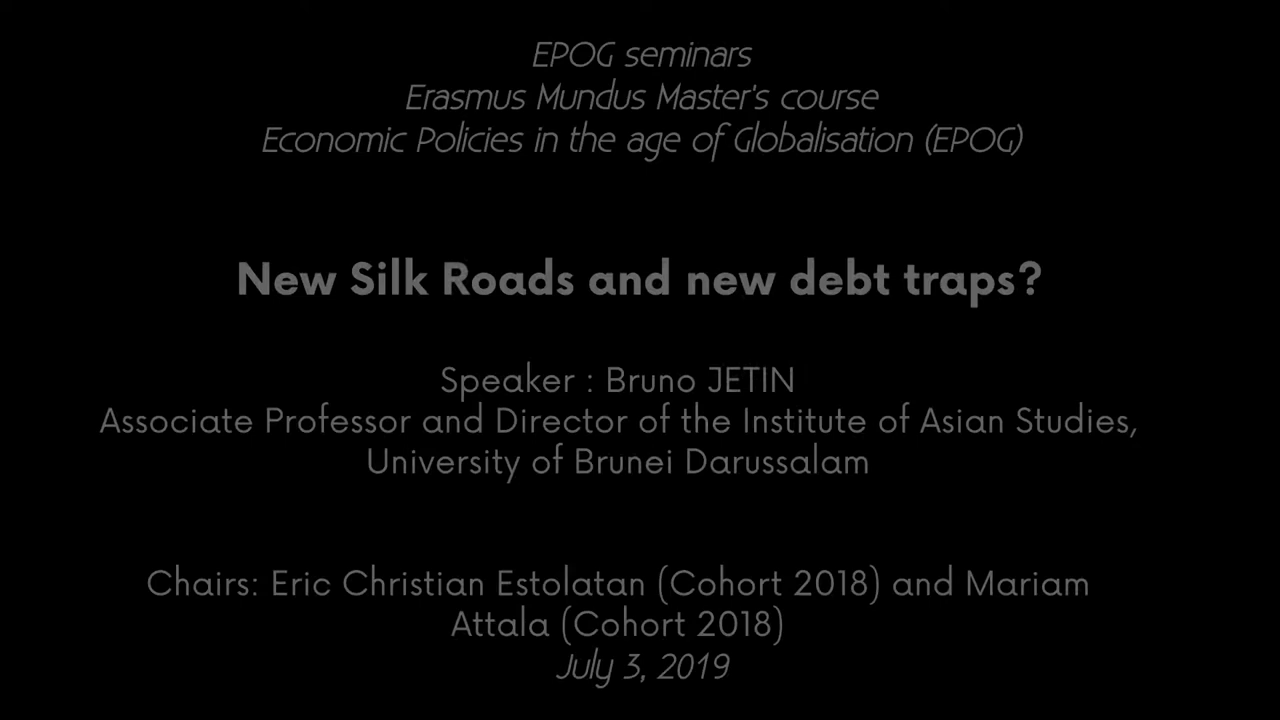 EPOG seminars
Erasmus Mundus Master's course
Economic Policies in the age of Globalisation (EPOG)
New Silk Roads and new debt traps?
Speaker : Bruno JETIN
Associate Professor and Director of the Institute of Asian Studies,
University of Brunei Darussalam
Chairs: Eric Christian Estolatan (Cohort 2018) and Mariam
Attala (Cohort 2018)
July 3, 2019